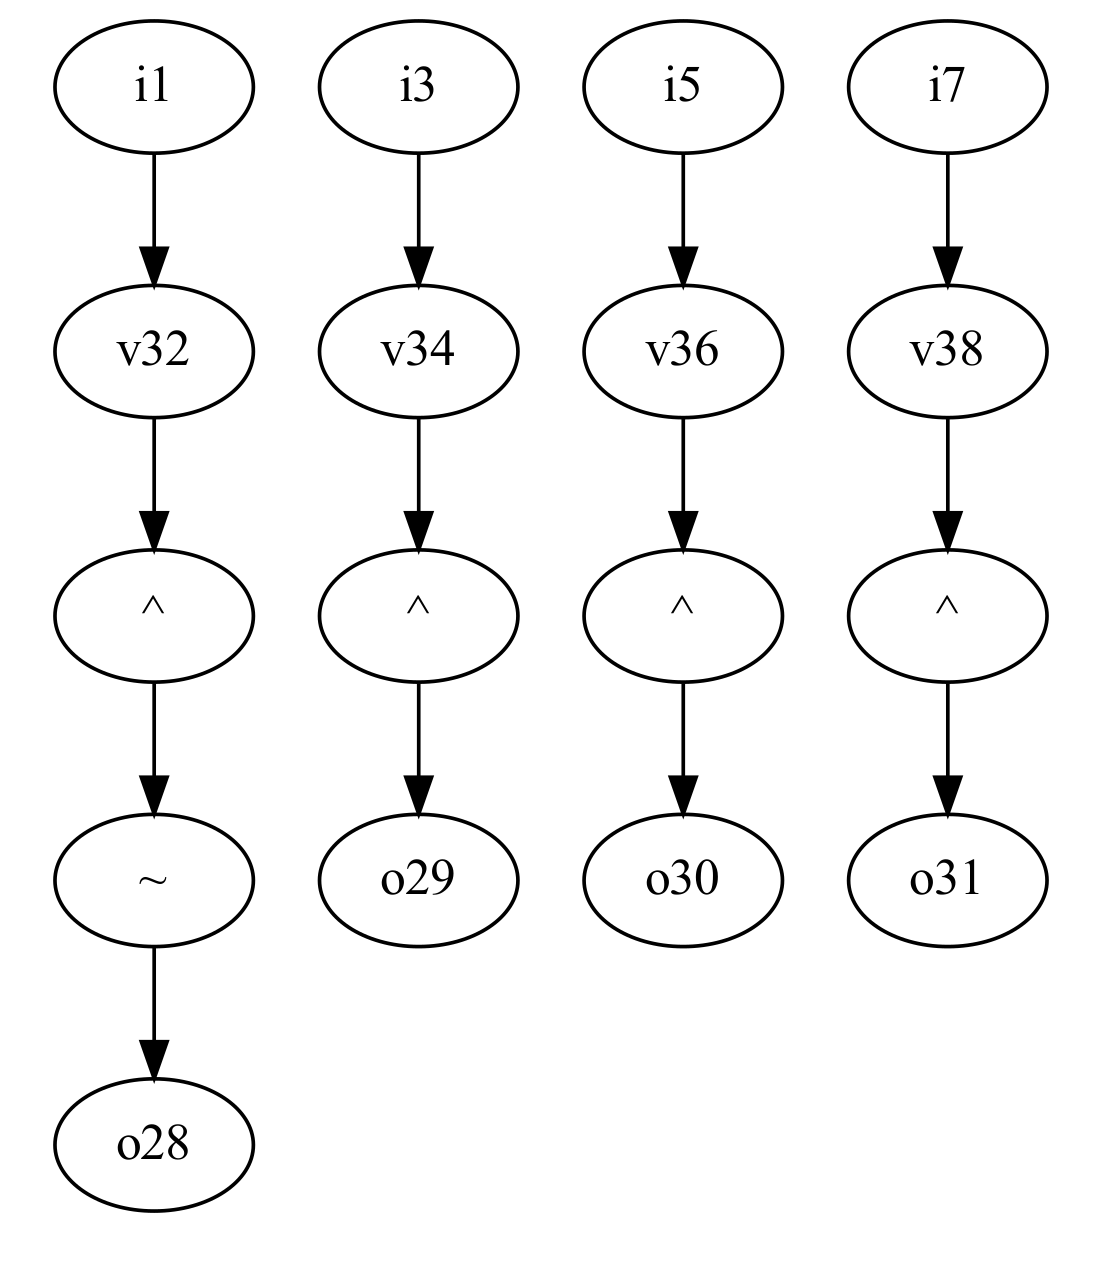 i1 i3 i5 i7
v32 v34 v36 v38
^ ^ ^ ^
~ o29 o30 o31
o28